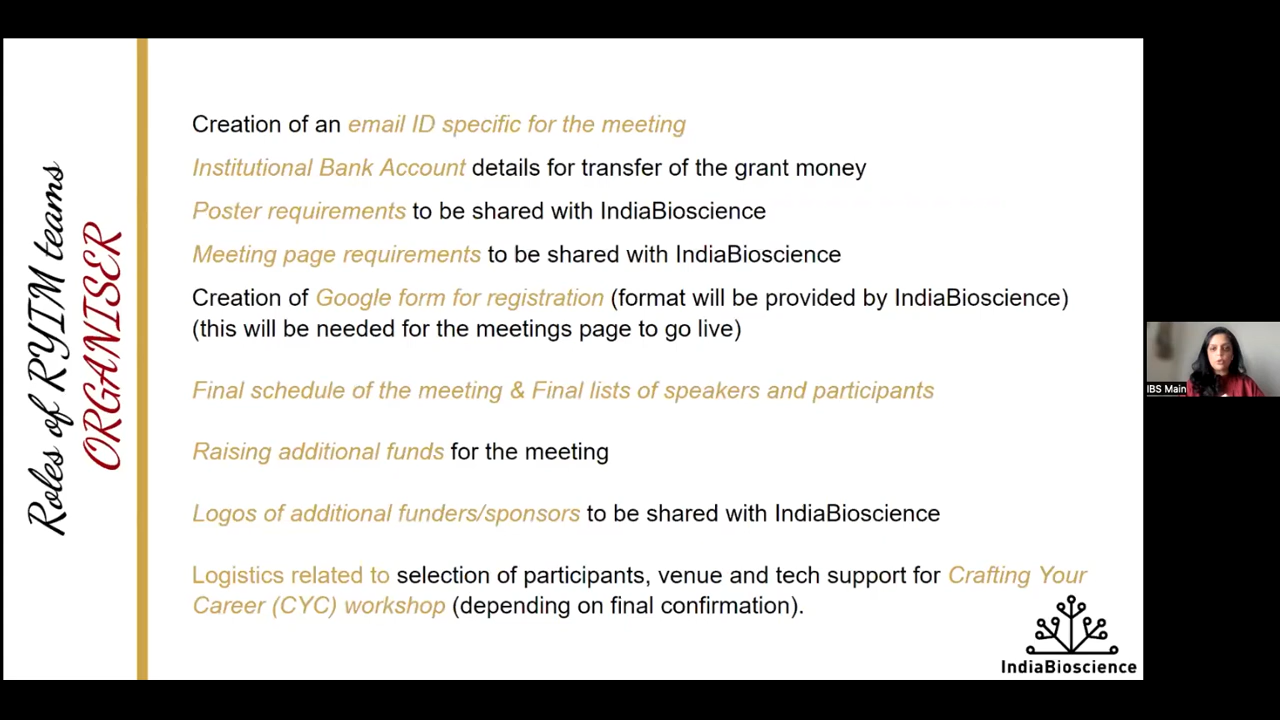 Roles of RYIM teams
ORGANISER
Creation of an email ID specific for the meeting
Institutional Bank Account details for transfer of the grant money
Poster requirements to be shared with IndiaBioscience
Meeting page requirements to be shared with IndiaBioscience
Creation of Google form for registration (format will be provided by IndiaBioscience)
(this will be needed for the meetings page to go live)
Final schedule of the meeting & Final lists of speakers and participants
Raising additional funds for the meeting
Logos of additional funders/sponsors to be shared with IndiaBioscience
Logistics related to selection of participants, venue and tech support for Crafting Your
Career (CYC) workshop (depending on final confirmation).
IndiaBioscience
IBS Main